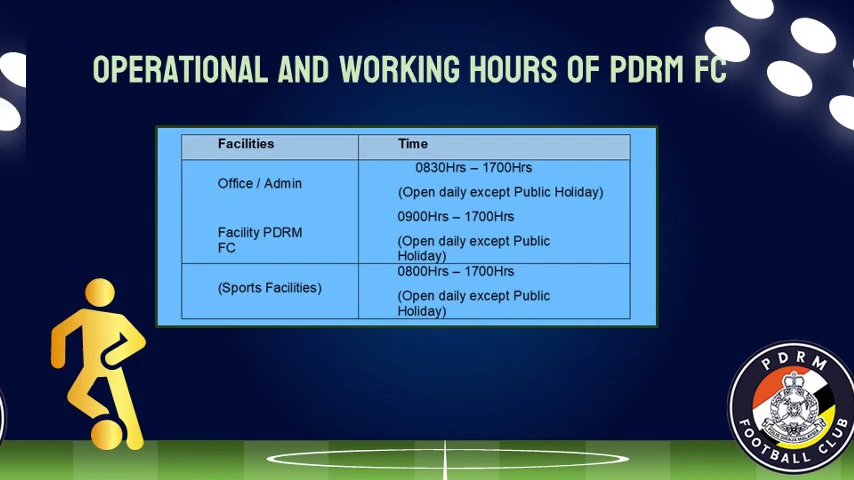 OPERATIONAL AND WORKING HOURS OF PDRM FC
Facilities
Time
Office / Admin
0830Hrs – 1700Hrs
(Open daily except Public Holiday)
Facility PDRM
FC
0900Hrs – 1700Hrs
(Open daily except Public
Holiday)
(Sports Facilities)
0800Hrs – 1700Hrs
(Open daily except Public
Holiday)
PDRM
FOOTBALL CLUB